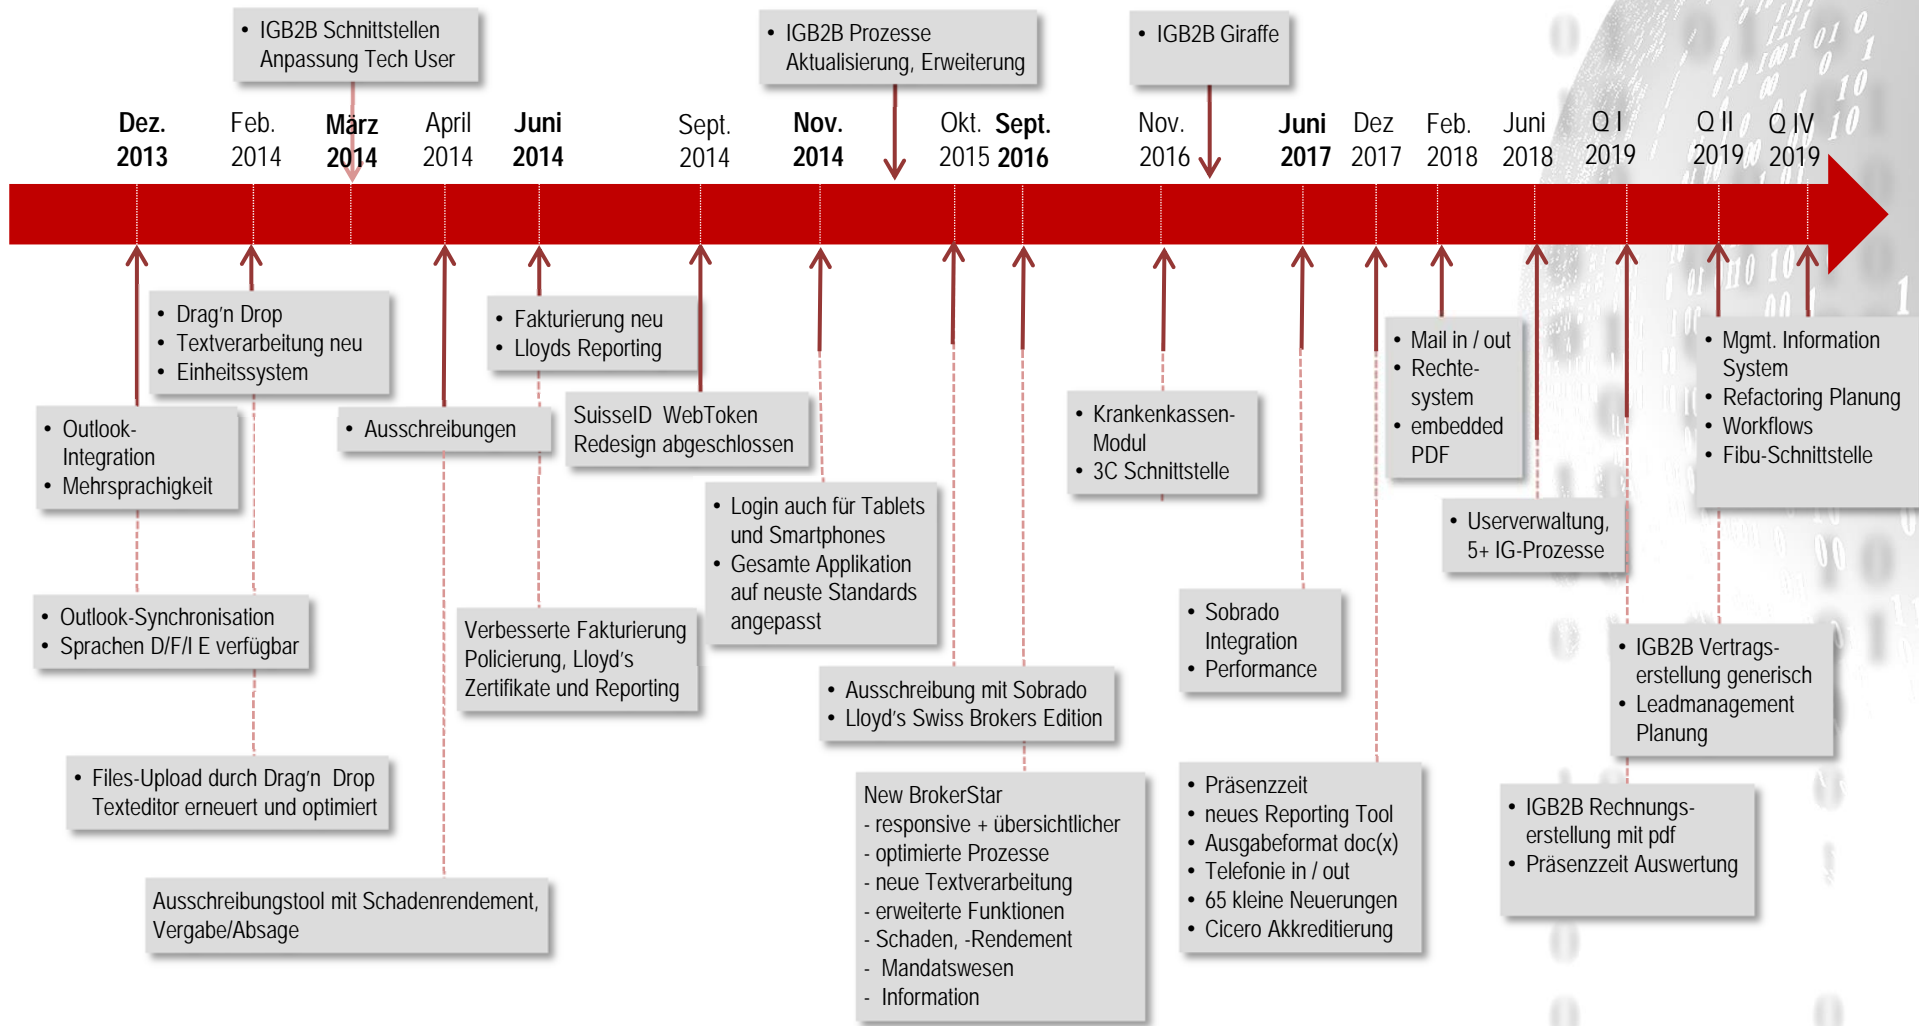 • IGB2B Schnittstellen
Anpassung Tech User
• IGB2B Prozesse
Aktualisierung, Erweiterung
• IGB2B Giraffe
Dez.
2013
Feb.
2014
März
2014
April
2014
Juni
2014
Sept.
2014
Nov.
2014
Okt.
2015
Sept.
2016
Nov.
2016
Juni
2017
Dez
2017
Feb.
2018
Juni
2018
Q I
2019
Q II
2019
Q IV
2019
• Outlook-
Integration
• Mehrsprachigkeit
• Outlook-Synchronisation
• Sprachen D/F/I E verfügbar
• Drag'n Drop
• Textverarbeitung neu
• Einheitssystem
• Files-Upload durch Drag'n Drop
Texteditor erneuert und optimiert
• Ausschreibungen
Ausschreibungstool mit Schadenrendement,
Vergabe/Absage
• Fakturierung neu
• Lloyds Reporting
Verbesserte Fakturierung
Policierung, Lloyd's
Zertifikate und Reporting
SuisseID WebToken
Redesign abgeschlossen
• Login auch für Tablets
und Smartphones
• Gesamte Applikation
auf neuste Standards
angepasst
• Ausschreibung mit Sobrado
• Lloyd's Swiss Brokers Edition
New BrokerStar
- responsive + übersichtlicher
- optimierte Prozesse
- neue Textverarbeitung
- erweiterte Funktionen
- Schaden, -Rendement
- Mandatswesen
- Information
• Krankenkassen-
Modul
• 3C Schnittstelle
• Sobrado
Integration
• Performance
• Präsenzzeit
• neues Reporting Tool
• Ausgabeformat doc(x)
• Telefonie in / out
• 65 kleine Neuerungen
• Cicero Akkreditierung
• Mail in / out
• Rechte-
system
• embedded
PDF
• Userverwaltung,
5+ IG-Prozesse
• IGB2B Rechnungs-
erstellung mit pdf
• Präsenzzeit Auswertung
• IGB2B Vertrags-
erstellung generisch
• Leadmanagement
Planung
• Mgmt. Information
System
• Refactoring Planung
• Workflows
• Fibu-Schnittstelle